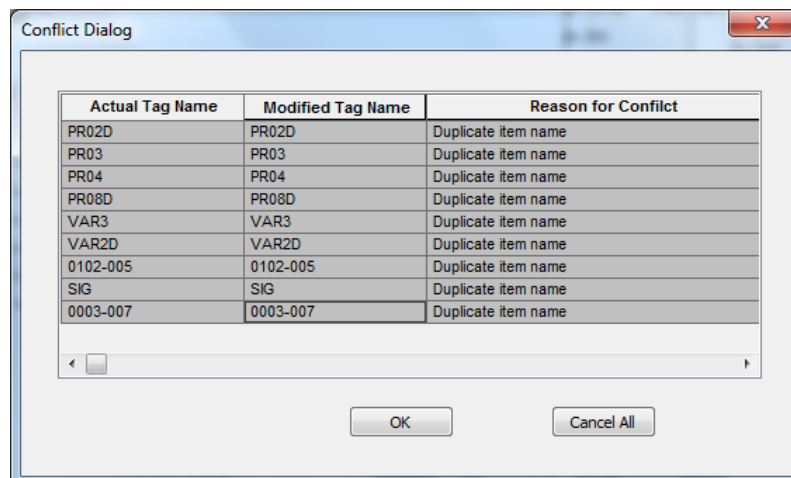 Conflict Dialog
Actual Tag Name Modified Tag Name Reason for Confilct
PR02D PR02D Duplicate item name
PR03 PR03 Duplicate item name
PR04 PR04 Duplicate item name
PR08D PR08D Duplicate item name
VAR3 VAR3 Duplicate item name
VAR2D VAR2D Duplicate item name
0102-005 0102-005 Duplicate item name
SIG SIG Duplicate item name
0003-007 0003-007 Duplicate item name
OK Cancel All